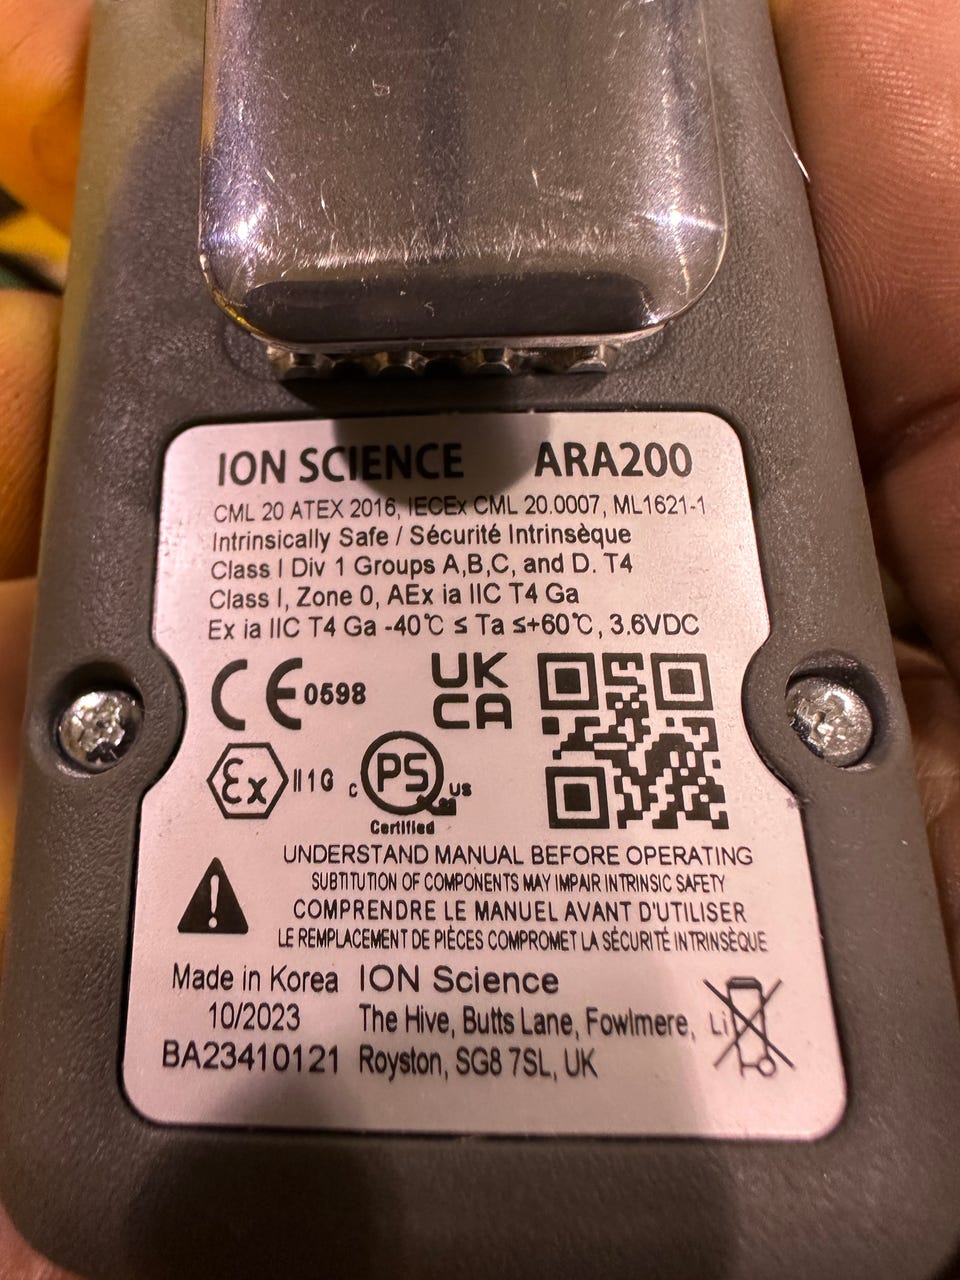 ION SCIENCE ARA200
CML 20 ATEX 2016, IECEx CML 20.0007, ML1621-1
Intrinsically Safe / Sécurité Intrinsèque
Class I Div 1 Groups A,B,C, and D. T4
Class I, Zone 0, AEx ia IIC T4 Ga
Ex ia IIC T4 Ga -40℃ ≤ Ta ≤+60℃, 3.6VDC
CE 0598 UK CA
Ex II 1 G c PS us
Certified
UNDERSTAND MANUAL BEFORE OPERATING
SUBTITUTION OF COMPONENTS MAY IMPAIR INTRINSIC SAFETY
COMPRENDRE LE MANUEL AVANT D'UTILISER
LE REMPLACEMENT DE PIÈCES COMPROMET LA SÉCURITÉ INTRINSÈQUE
Made in Korea ION Science
10/2023 The Hive, Butts Lane, Fowlmere, Li
BA23410121 Royston, SG8 7SL, UK